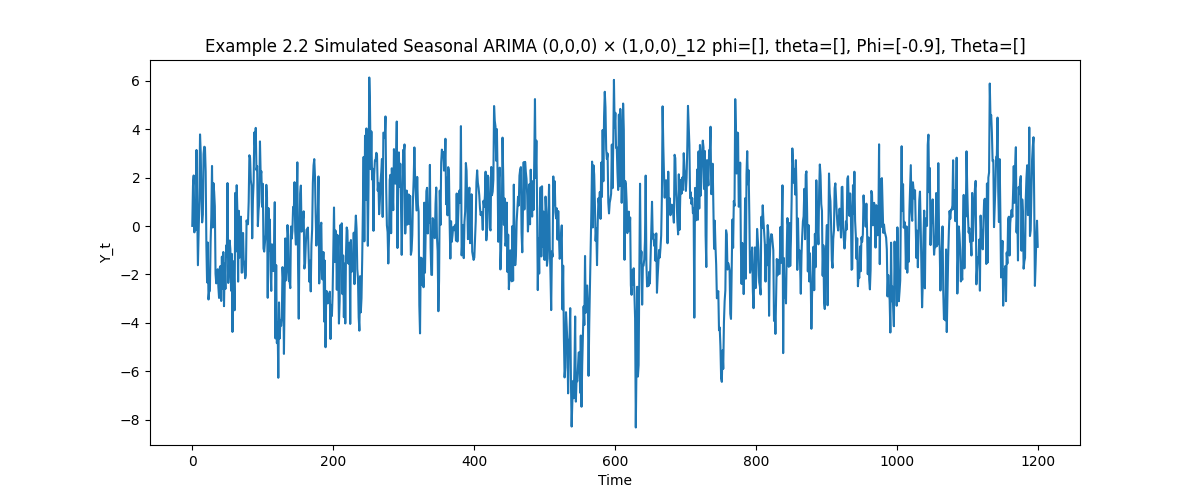 Example 2.2 Simulated Seasonal ARIMA (0,0,0) × (1,0,0)_12 phi=[], theta=[], Phi=[-0.9], Theta=[]
6
4
2
0
−2
−4
−6
−8
Y_t
0 200 400 600 800 1000 1200
Time